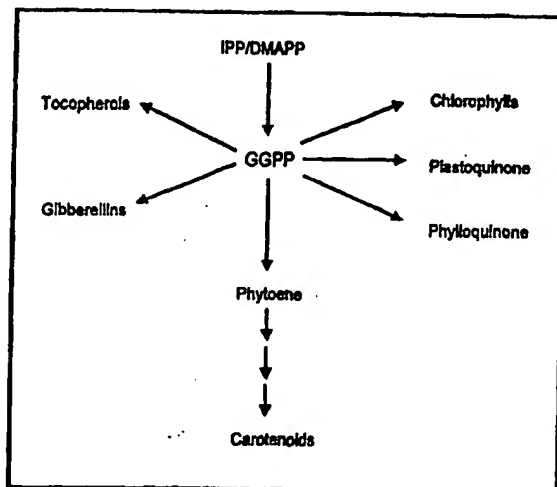 IPP/DMAPP
Tocopherols
Chlorophylls
GGPP
Plastoquinone
Gibberellins
Phylloquinone
Phytoene
Carotenoids